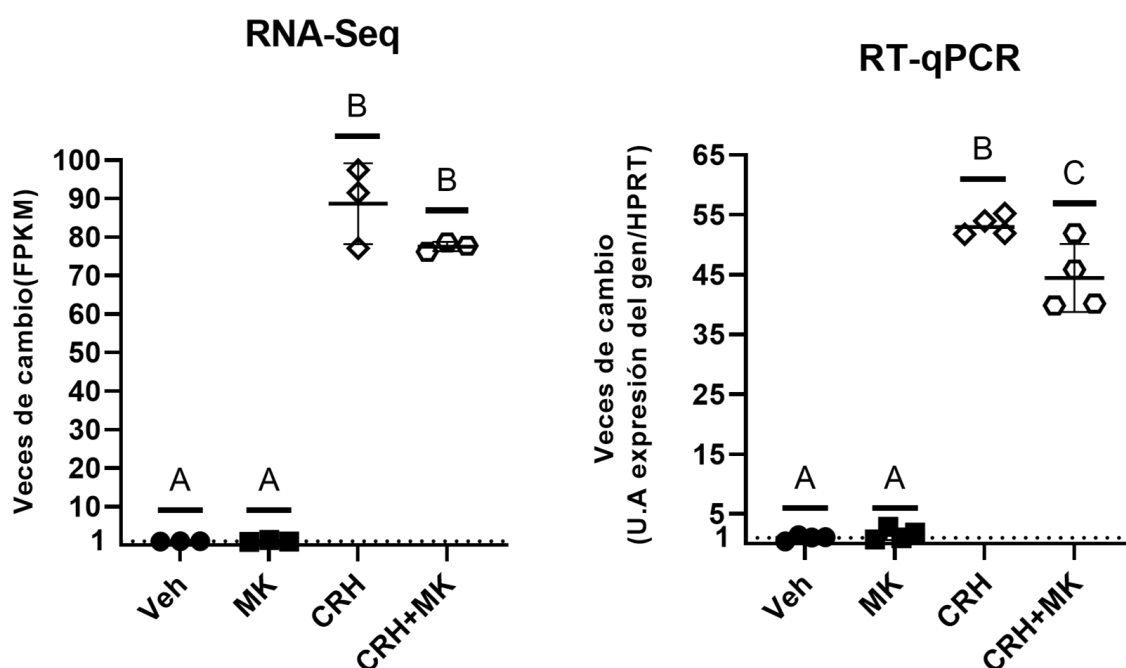 RNA-Seq
Veces de cambio(FPKM)
100
90
80
70
60
50
40
30
20
10
1
A
A
B
B
Veh
MK
CRH
CRH+MK
RT-qPCR
Veces de cambio
(U.A expresión del gen/HPRT)
65
55
45
35
25
15
5
1
A
A
B
C
Veh
MK
CRH
CRH+MK